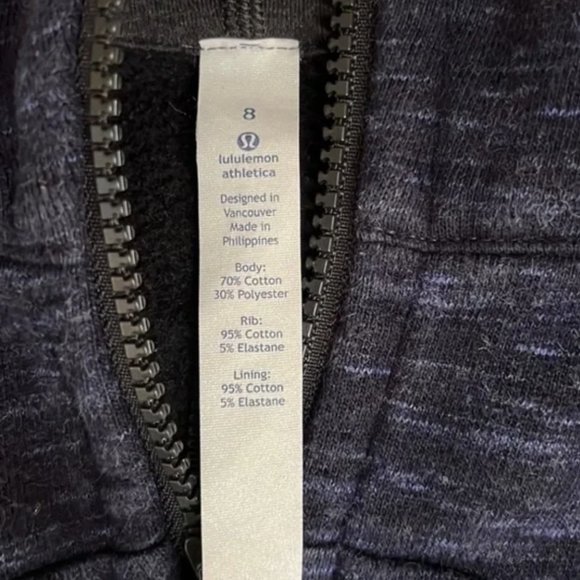 8
lululemon
athletica
Designed in
Vancouver
Made in
Philippines
Body:
70% Cotton
30% Polyester
Rib:
95% Cotton
5% Elastane
Lining:
95% Cotton
5% Elastane